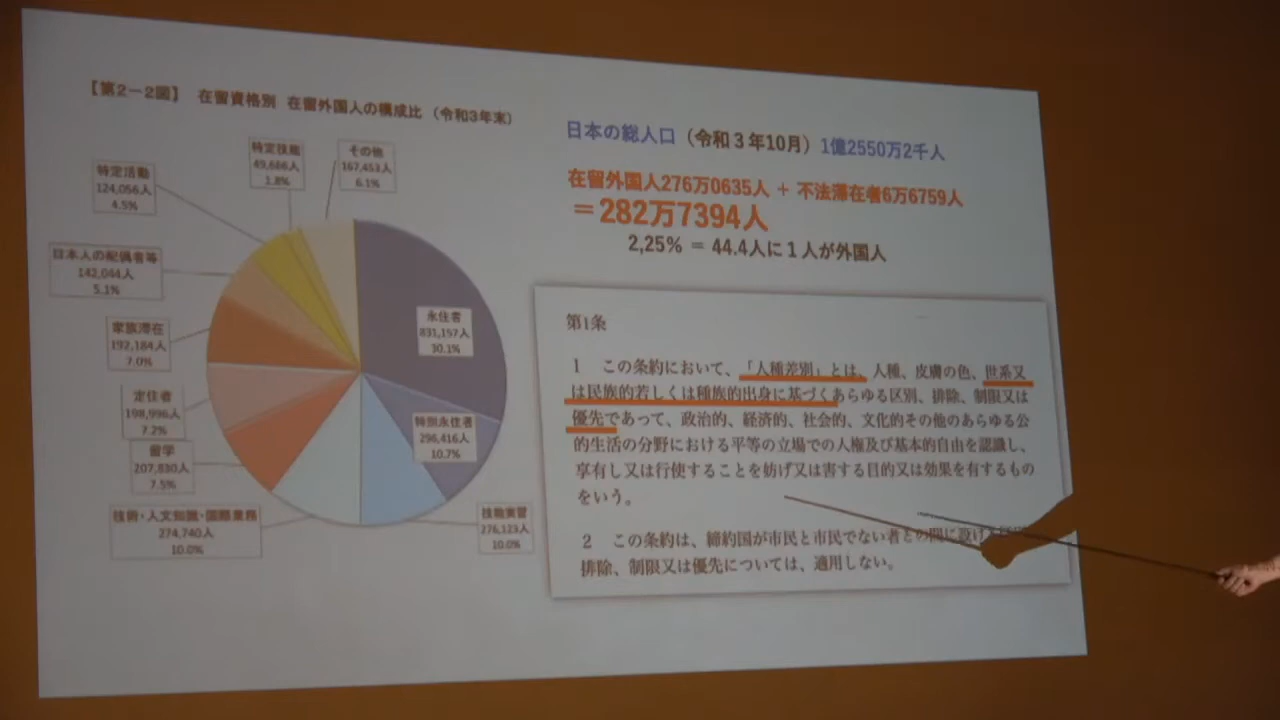 【第2−2図】 在留資格別 在留外国人の構成比（令和3年末）
特定技能
49,666人
1.8%
その他
167,453人
6.1%
特定活動
124,056人
4.5%
日本人の配偶者等
142,044人
5.1%
家族滞在
192,184人
7.0%
定住者
198,996人
7.2%
留学
207,830人
7.5%
技術・人文知識・国際業務
274,740人
10.0%
永住者
831,157人
30.1%
特別永住者
296,416人
10.7%
技能実習
276,123人
10.0%
日本の総人口（令和３年10月）1億2550万2千人
在留外国人276万0635人 ＋ 不法滞在者6万6759人
＝282万7394人
2,25% ＝ 44.4人に１人が外国人
第1条
1 この条約において、「人種差別」とは、人種、皮膚の色、世系又
は民族的若しくは種族的出身に基づくあらゆる区別、排除、制限又は
優先であって、政治的、経済的、社会的、文化的その他のあらゆる公
的生活の分野における平等の立場での人権及び基本的自由を認識し、
享有し又は行使することを妨げ又は害する目的又は効果を有するもの
をいう。
2 この条約は、締約国が市民と市民でない者との間に設け
排除、制限又は優先については、適用しない。